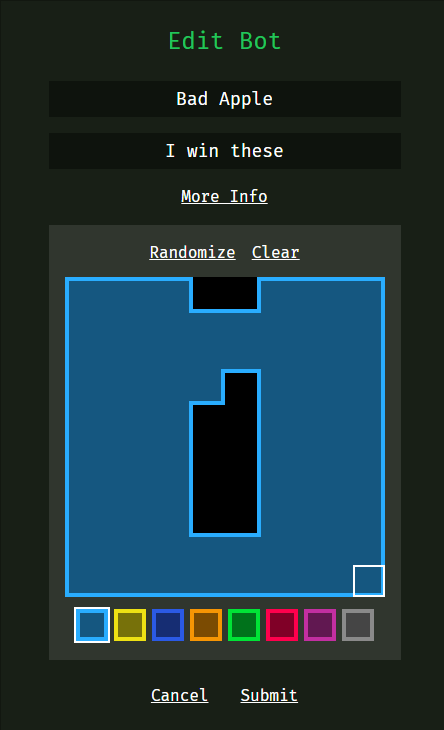 Edit Bot
Bad Apple
I win these
More Info
Randomize Clear
Cancel Submit